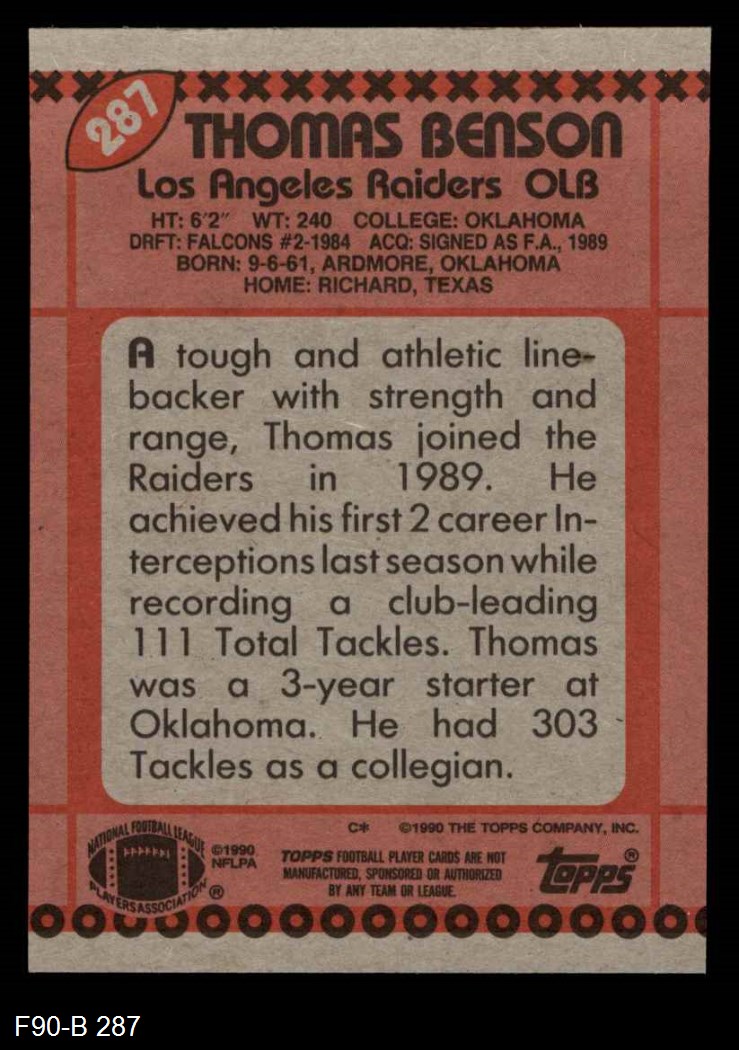 287
THOMAS BENSON
Los Angeles Raiders OLB
HT: 6'2" WT: 240 COLLEGE: OKLAHOMA
DRFT: FALCONS #2-1984 ACQ: SIGNED AS F.A., 1989
BORN: 9-6-61, ARDMORE, OKLAHOMA
HOME: RICHARD, TEXAS
A tough and athletic line-
backer with strength and
range, Thomas joined the
Raiders in 1989. He
achieved his first 2 career In-
terceptions last season while
recording a club-leading
111 Total Tackles. Thomas
was a 3-year starter at
Oklahoma. He had 303
Tackles as a collegian.
C* ©1990 THE TOPPS COMPANY, INC.
NATIONAL FOOTBALL LEAGUE
PLAYERS ASSOCIATION ®
©1990
NFLPA
TOPPS FOOTBALL PLAYER CARDS ARE NOT
MANUFACTURED, SPONSORED OR AUTHORIZED
BY ANY TEAM OR LEAGUE.
Topps®
F90-B 287